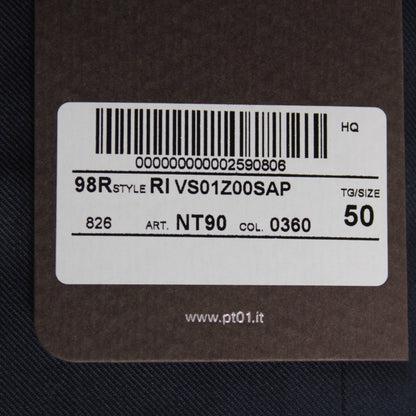 HQ
000000000002590806
98R STYLE RI VS01Z00SAP
TG/SIZE
826 ART. NT90 COL. 0360 50
www.pt01.it